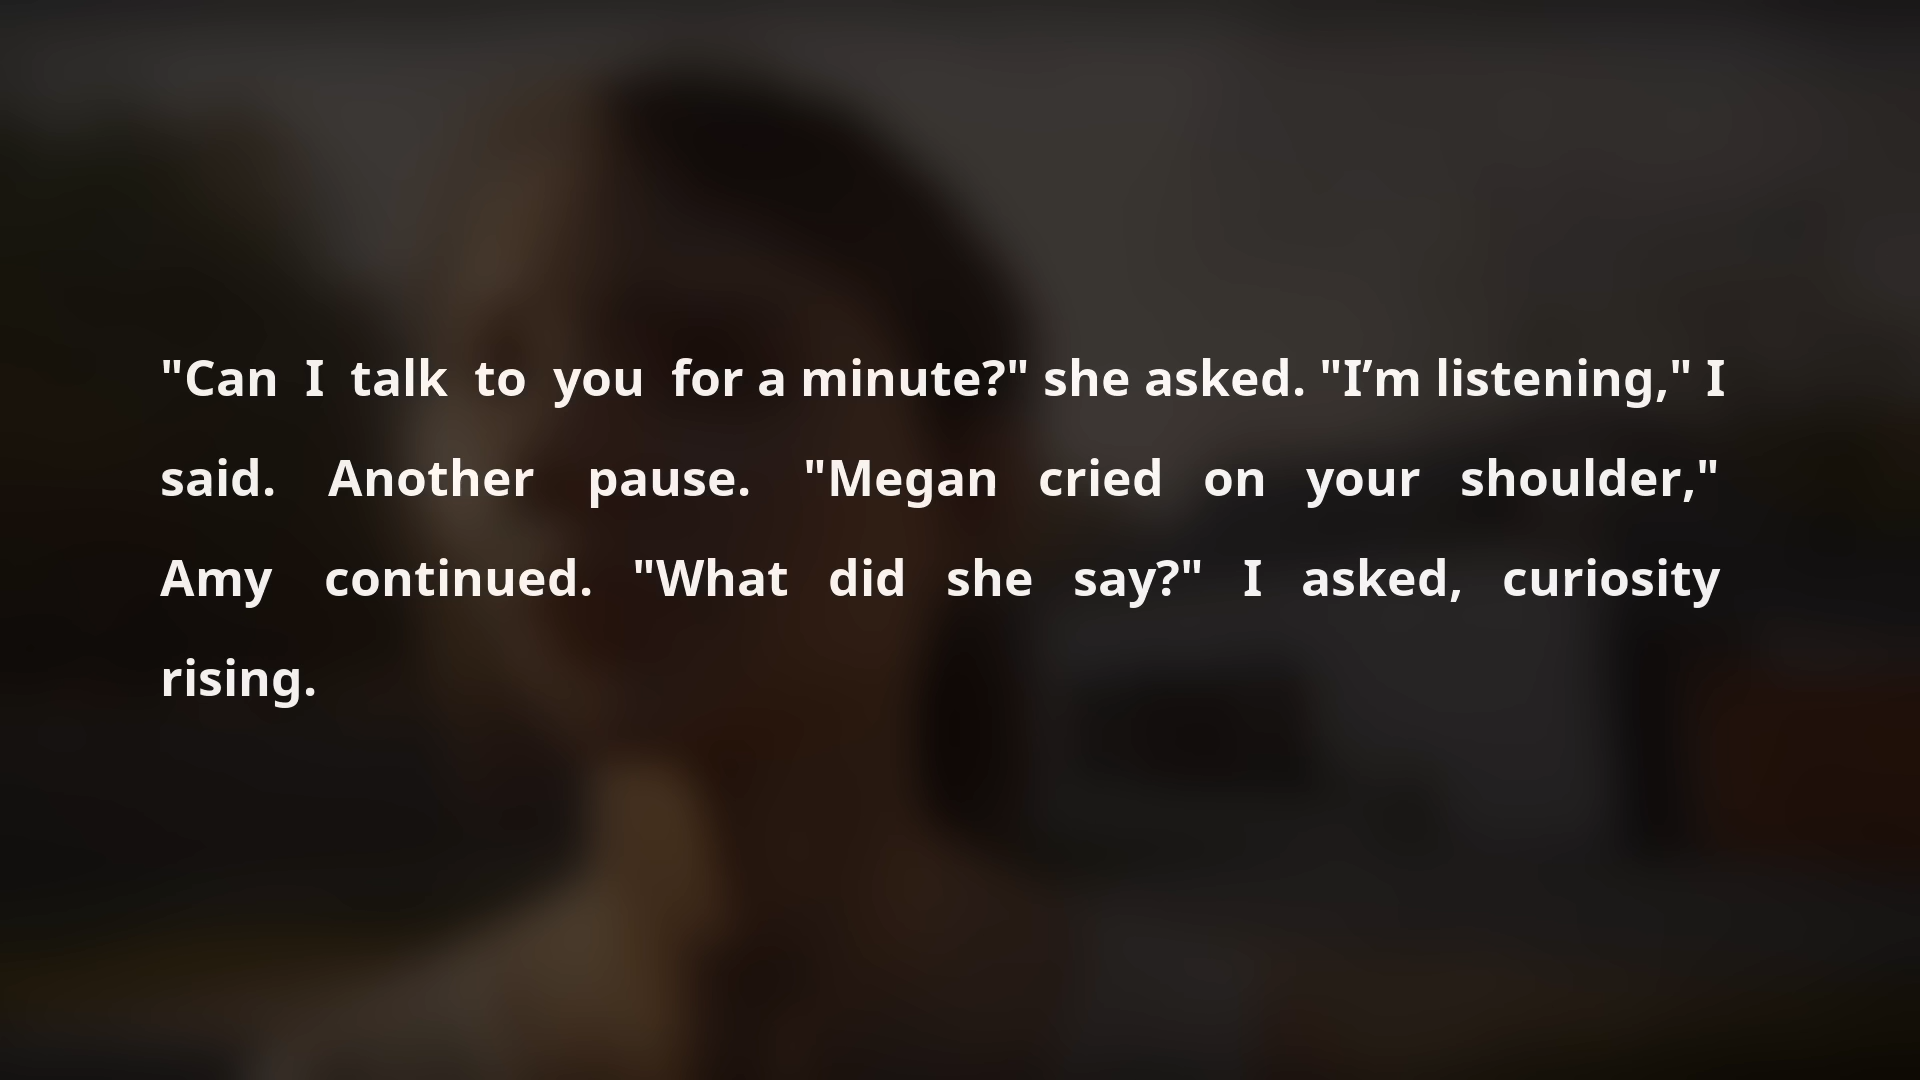 "Can I talk to you for a minute?" she asked. "I’m listening," I
said. Another pause. "Megan cried on your shoulder,"
Amy continued. "What did she say?" I asked, curiosity
rising.